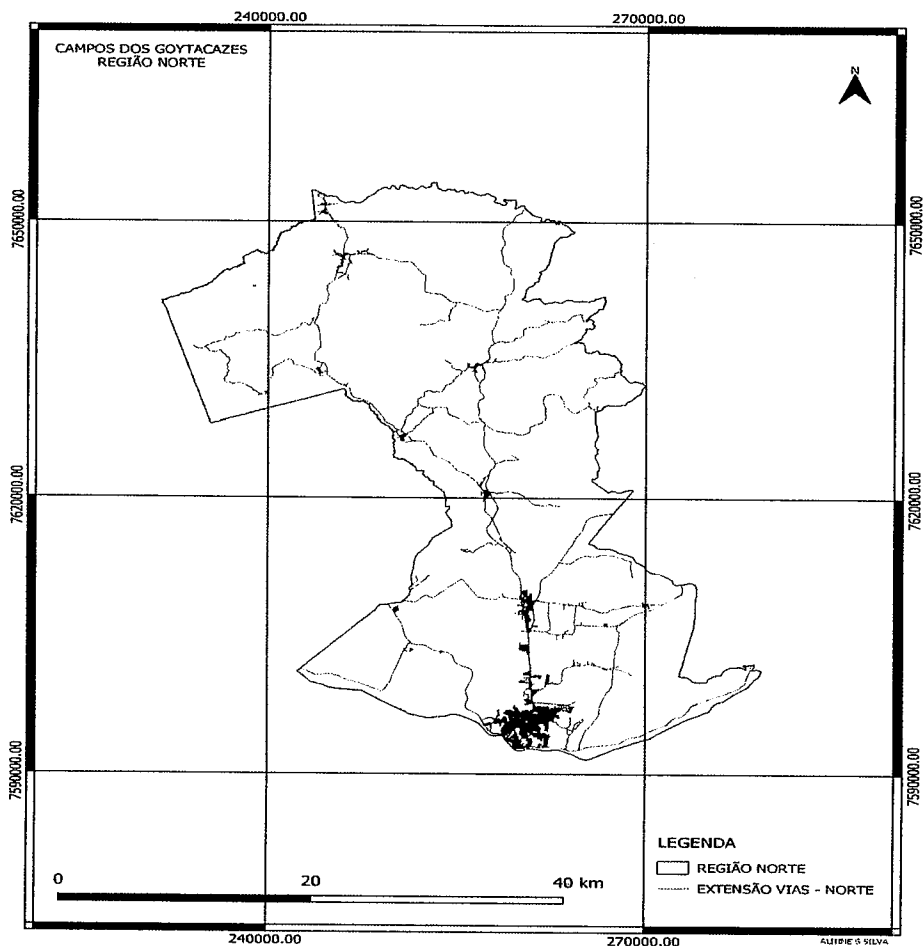 240000.00
270000.00
CAMPOS DOS GOYTACAZES
REGIÃO NORTE
N
7650000.00
7650000.00
7620000.00
7620000.00
7590000.00
7590000.00
LEGENDA
REGIÃO NORTE
EXTENSÃO VIAS - NORTE
0
20
40 km
240000.00
270000.00
SILVA